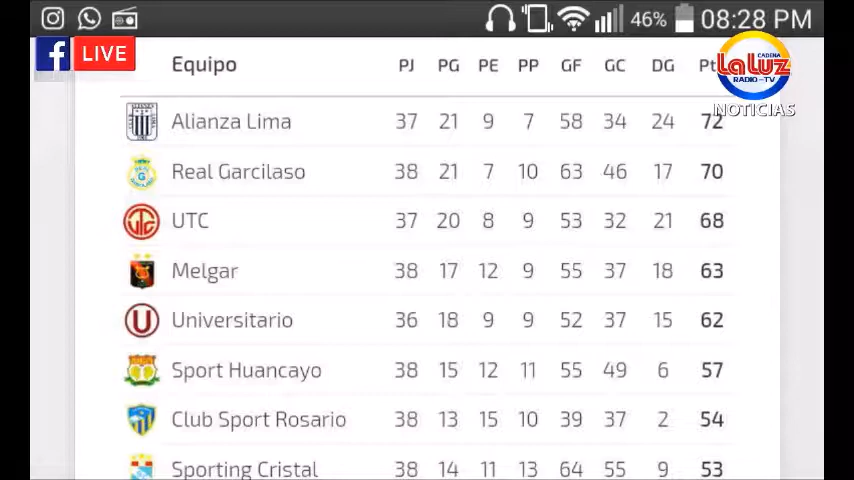 46% 08:28 PM
f LIVE
CADENA
La Luz
RADIO-TV
NOTICIAS
Equipo PJ PG PE PP GF GC DG Pt
Alianza Lima 37 21 9 7 58 34 24 72
Real Garcilaso 38 21 7 10 63 46 17 70
UTC 37 20 8 9 53 32 21 68
Melgar 38 17 12 9 55 37 18 63
Universitario 36 18 9 9 52 37 15 62
Sport Huancayo 38 15 12 11 55 49 6 57
Club Sport Rosario 38 13 15 10 39 37 2 54
Sporting Cristal 38 14 11 13 64 55 9 53